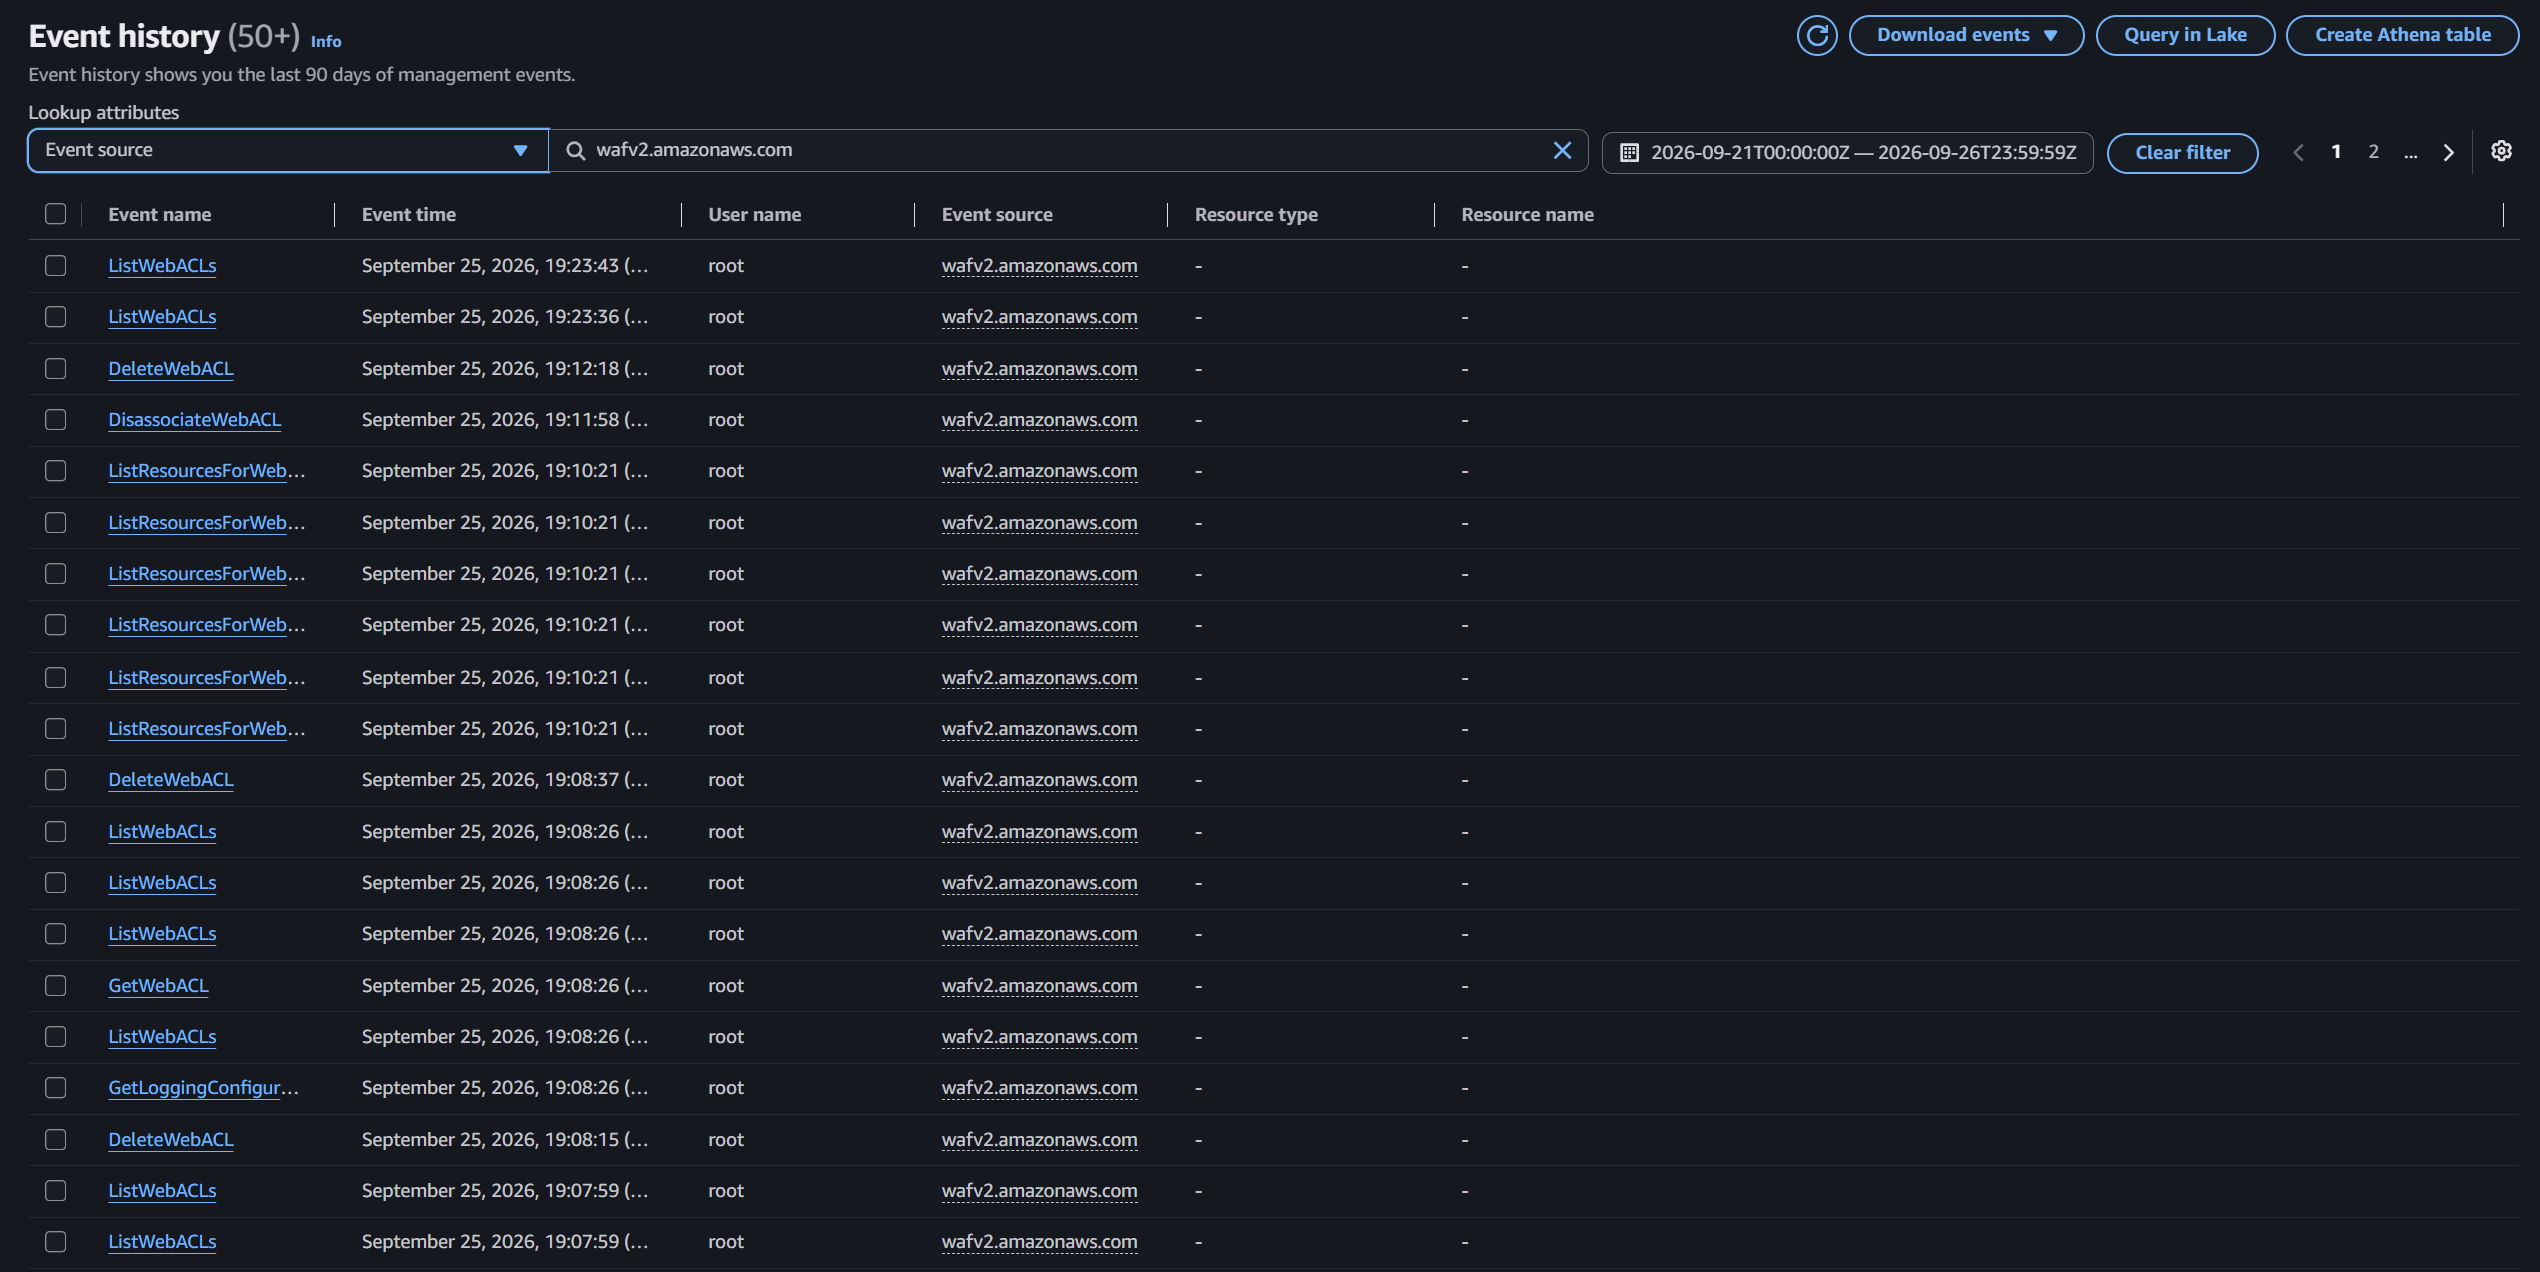 Event history (50+) Info
Download events Query in Lake Create Athena table
Event history shows you the last 90 days of management events.
Lookup attributes
Event source wafv2.amazonaws.com 2026-09-21T00:00:00Z — 2026-09-26T23:59:59Z Clear filter 1 2 ...
Event name Event time User name Event source Resource type Resource name
ListWebACLs September 25, 2026, 19:23:43 (... root wafv2.amazonaws.com - -
ListWebACLs September 25, 2026, 19:23:36 (... root wafv2.amazonaws.com - -
DeleteWebACL September 25, 2026, 19:12:18 (... root wafv2.amazonaws.com - -
DisassociateWebACL September 25, 2026, 19:11:58 (... root wafv2.amazonaws.com - -
ListResourcesForWeb... September 25, 2026, 19:10:21 (... root wafv2.amazonaws.com - -
ListResourcesForWeb... September 25, 2026, 19:10:21 (... root wafv2.amazonaws.com - -
ListResourcesForWeb... September 25, 2026, 19:10:21 (... root wafv2.amazonaws.com - -
ListResourcesForWeb... September 25, 2026, 19:10:21 (... root wafv2.amazonaws.com - -
ListResourcesForWeb... September 25, 2026, 19:10:21 (... root wafv2.amazonaws.com - -
ListResourcesForWeb... September 25, 2026, 19:10:21 (... root wafv2.amazonaws.com - -
DeleteWebACL September 25, 2026, 19:08:37 (... root wafv2.amazonaws.com - -
ListWebACLs September 25, 2026, 19:08:26 (... root wafv2.amazonaws.com - -
ListWebACLs September 25, 2026, 19:08:26 (... root wafv2.amazonaws.com - -
ListWebACLs September 25, 2026, 19:08:26 (... root wafv2.amazonaws.com - -
GetWebACL September 25, 2026, 19:08:26 (... root wafv2.amazonaws.com - -
ListWebACLs September 25, 2026, 19:08:26 (... root wafv2.amazonaws.com - -
GetLoggingConfigur... September 25, 2026, 19:08:26 (... root wafv2.amazonaws.com - -
DeleteWebACL September 25, 2026, 19:08:15 (... root wafv2.amazonaws.com - -
ListWebACLs September 25, 2026, 19:07:59 (... root wafv2.amazonaws.com - -
ListWebACLs September 25, 2026, 19:07:59 (... root wafv2.amazonaws.com - -